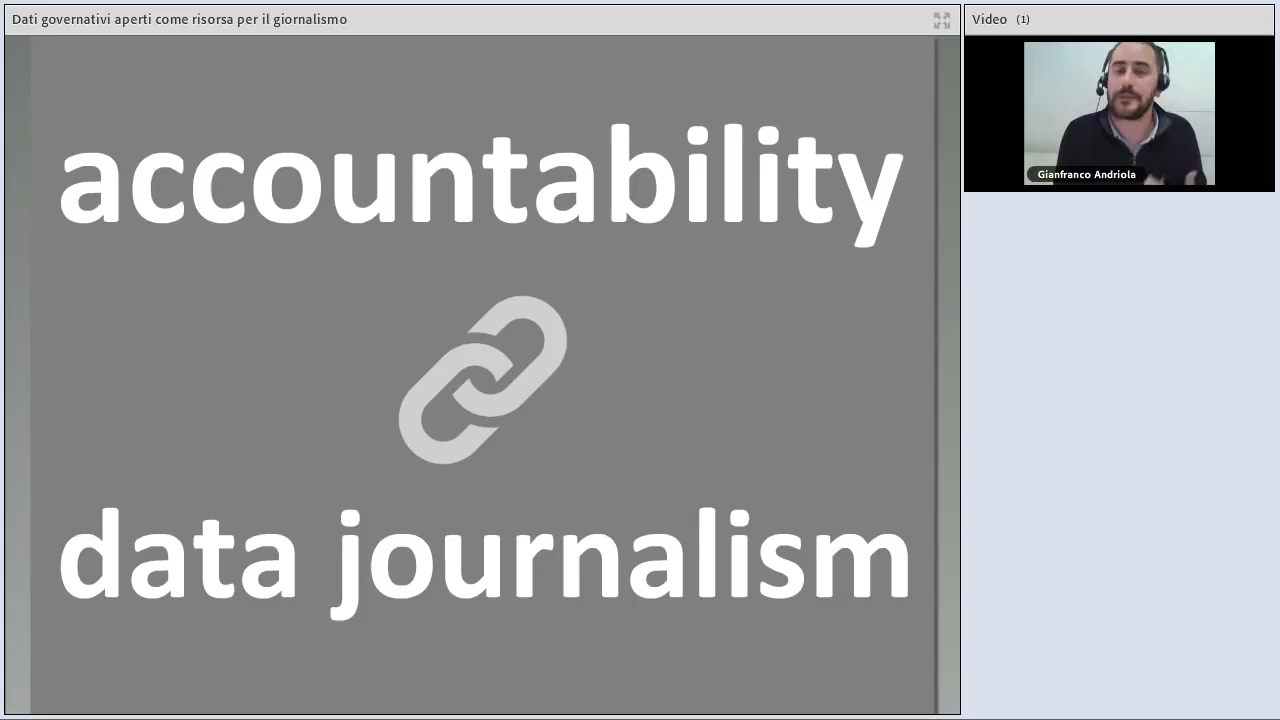 Dati governativi aperti come risorsa per il giornalismo
Video (1)
accountability
data journalism
Gianfranco Andriola